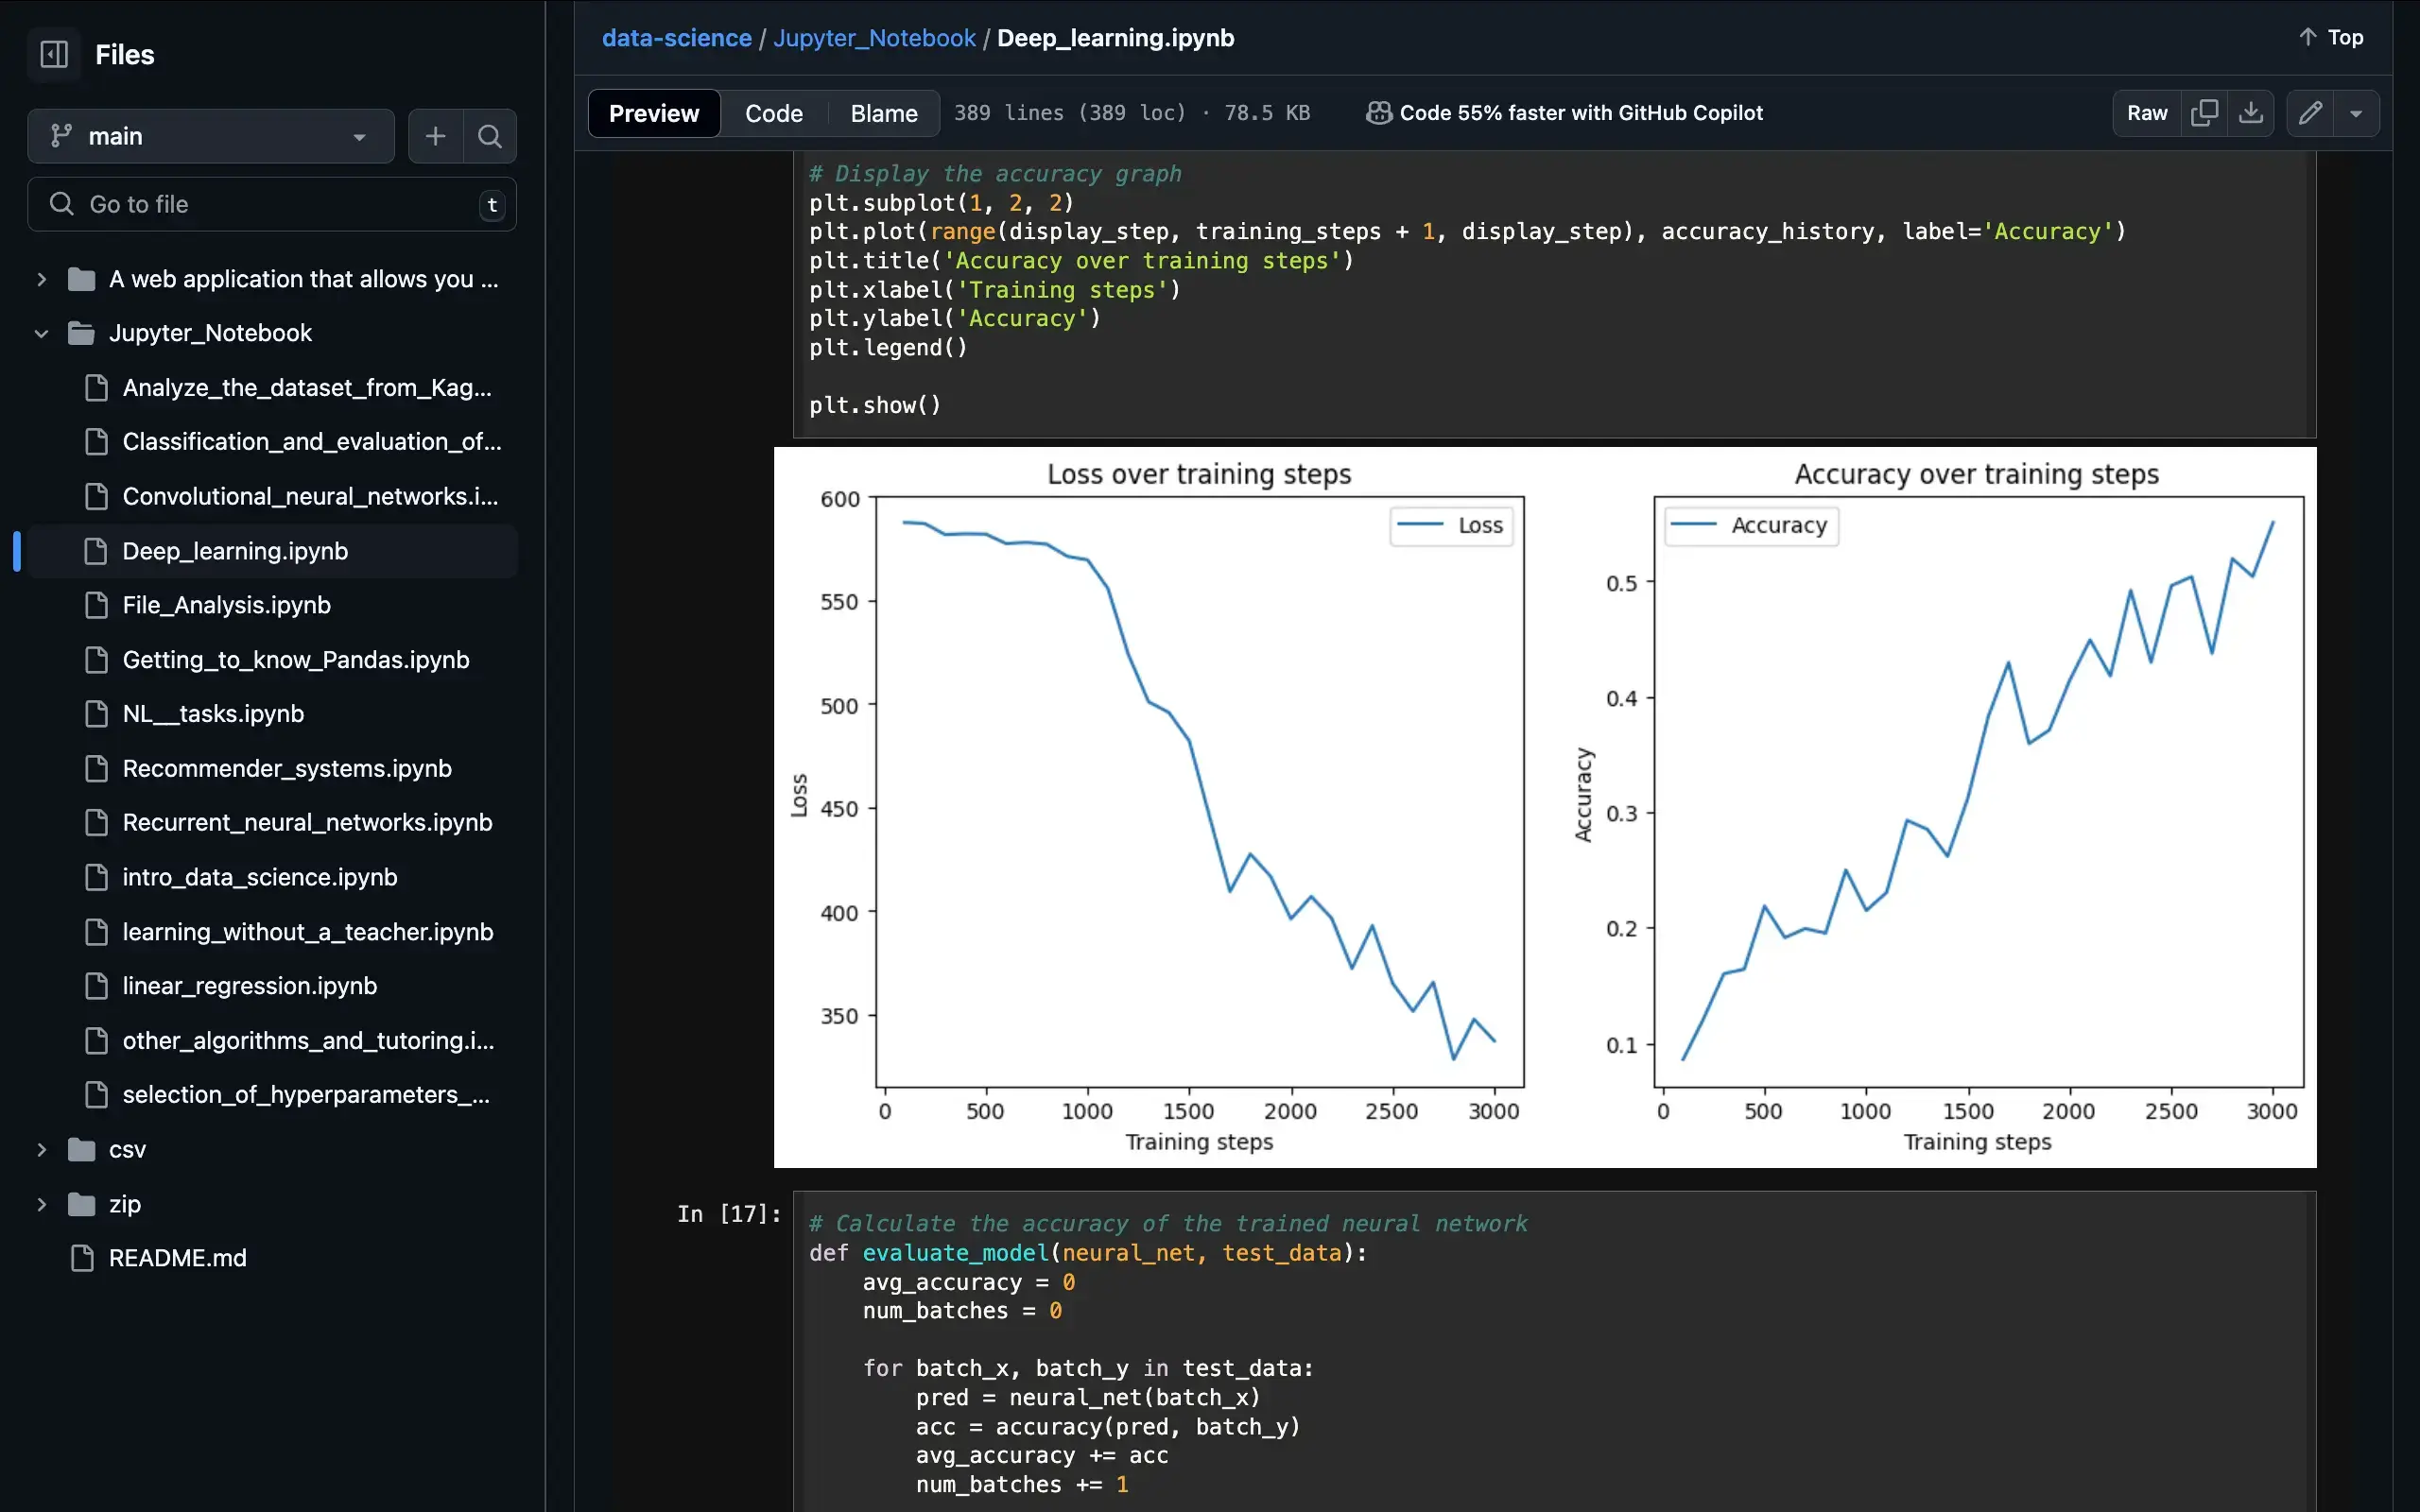 Files
main
Go to file
t
A web application that allows you ...
Jupyter_Notebook
Analyze_the_dataset_from_Kag...
Classification_and_evaluation_of...
Convolutional_neural_networks.i...
Deep_learning.ipynb
File_Analysis.ipynb
Getting_to_know_Pandas.ipynb
NL__tasks.ipynb
Recommender_systems.ipynb
Recurrent_neural_networks.ipynb
intro_data_science.ipynb
learning_without_a_teacher.ipynb
linear_regression.ipynb
other_algorithms_and_tutoring.i...
selection_of_hyperparameters_...
csv
zip
README.md
data-science / Jupyter_Notebook / Deep_learning.ipynb
Top
Preview Code Blame 389 lines (389 loc) · 78.5 KB Code 55% faster with GitHub Copilot Raw
# Display the accuracy graph
plt.subplot(1, 2, 2)
plt.plot(range(display_step, training_steps + 1, display_step), accuracy_history, label='Accuracy')
plt.title('Accuracy over training steps')
plt.xlabel('Training steps')
plt.ylabel('Accuracy')
plt.legend()
plt.show()
Loss over training steps
Loss
600
550
500
450
400
350
Loss
0 500 1000 1500 2000 2500 3000
Training steps
Accuracy over training steps
Accuracy
0.5
0.4
0.3
0.2
0.1
Accuracy
0 500 1000 1500 2000 2500 3000
Training steps
In [17]:
# Calculate the accuracy of the trained neural network
def evaluate_model(neural_net, test_data):
    avg_accuracy = 0
    num_batches = 0
    for batch_x, batch_y in test_data:
        pred = neural_net(batch_x)
        acc = accuracy(pred, batch_y)
        avg_accuracy += acc
        num_batches += 1